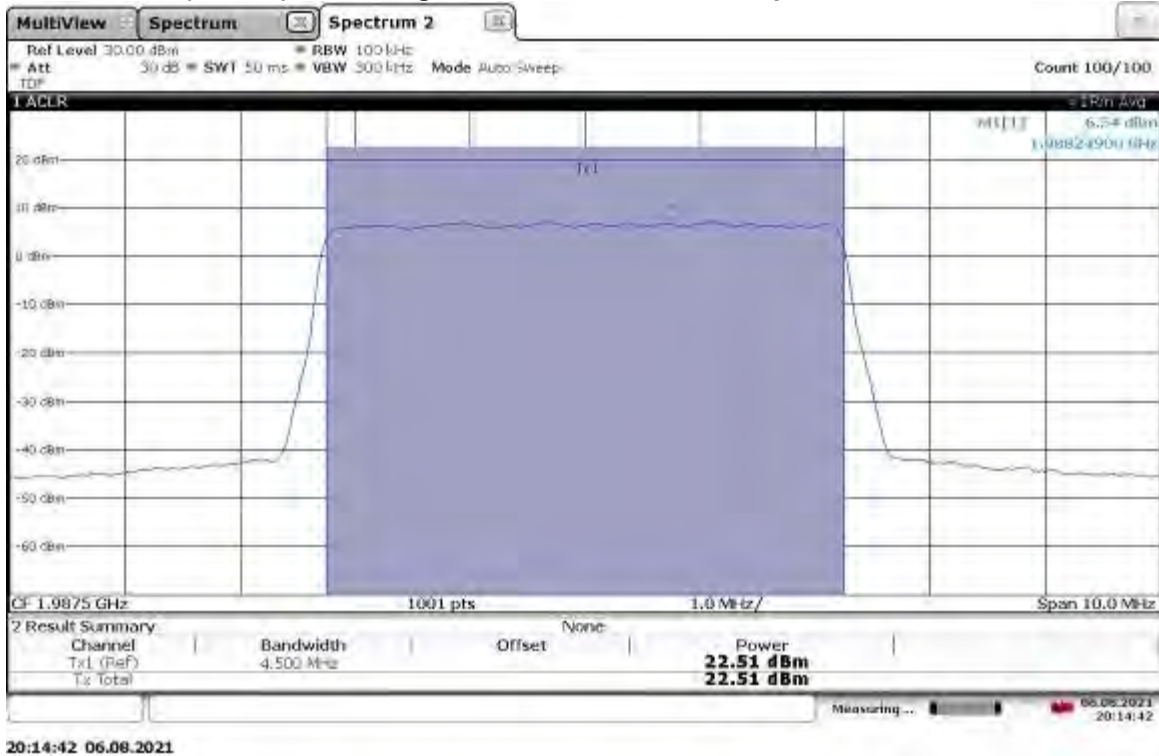 MultiView Spectrum Spectrum 2
Ref Level 30.00 dBm RBW 100 kHz
Att 30 dB SWT 50 ms VBW 300 kHz Mode Auto Sweep Count 100/100
TDF
1 ACLR 1Rm Avg
M1[1] 6.54 dBm
1.98824900 GHz
20 dBm
Tx1
10 dBm
0 dBm
-10 dBm
-20 dBm
-30 dBm
-40 dBm
-50 dBm
-60 dBm
CF 1.9875 GHz 1001 pts 1.0 MHz/ Span 10.0 MHz
2 Result Summary None
Channel Bandwidth Offset Power
Tx1 (Ref) 4.500 MHz 22.51 dBm
Tx Total 22.51 dBm
Measuring... 06.08.2021
20:14:42
20:14:42 06.08.2021